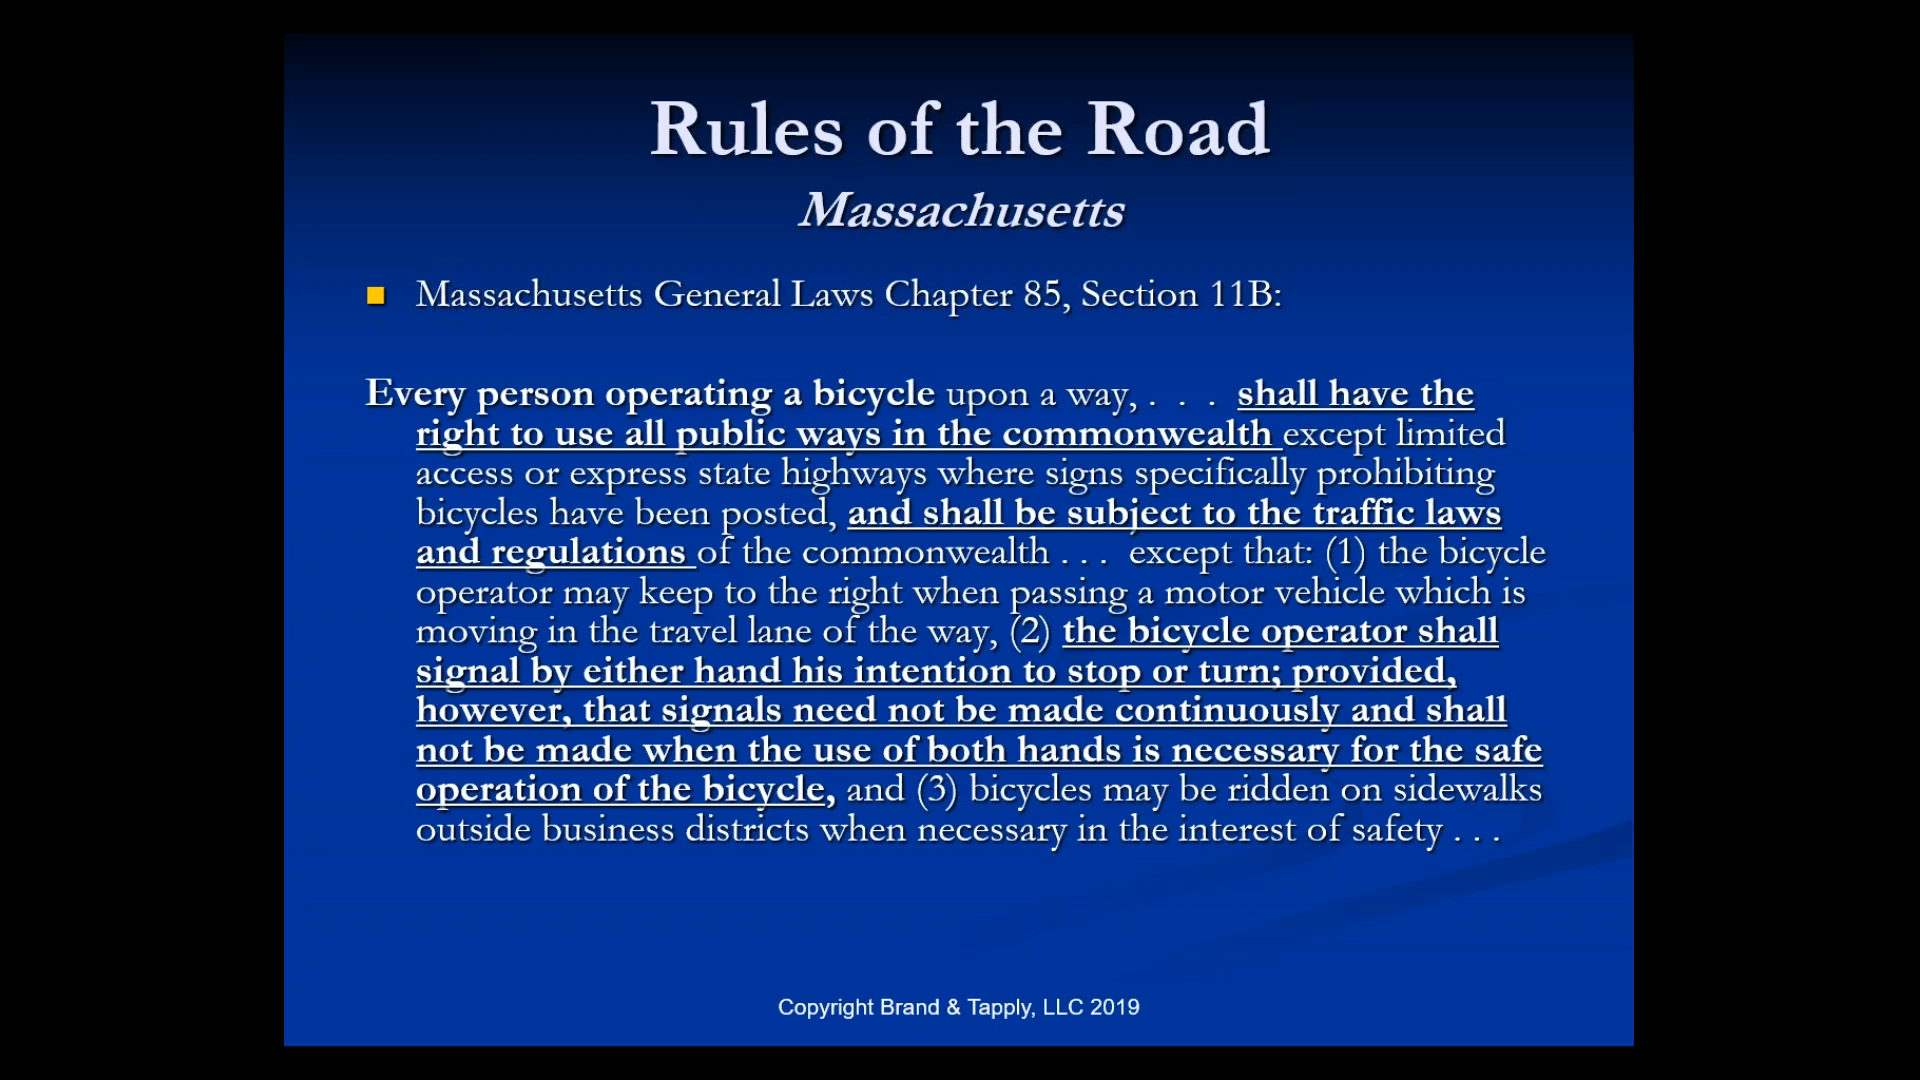 Rules of the Road
Massachusetts
Massachusetts General Laws Chapter 85, Section 11B:
Every person operating a bicycle upon a way, . . . shall have the
right to use all public ways in the commonwealth except limited
access or express state highways where signs specifically prohibiting
bicycles have been posted, and shall be subject to the traffic laws
and regulations of the commonwealth . . . except that: (1) the bicycle
operator may keep to the right when passing a motor vehicle which is
moving in the travel lane of the way, (2) the bicycle operator shall
signal by either hand his intention to stop or turn; provided,
however, that signals need not be made continuously and shall
not be made when the use of both hands is necessary for the safe
operation of the bicycle, and (3) bicycles may be ridden on sidewalks
outside business districts when necessary in the interest of safety . . .
Copyright Brand & Tapply, LLC 2019